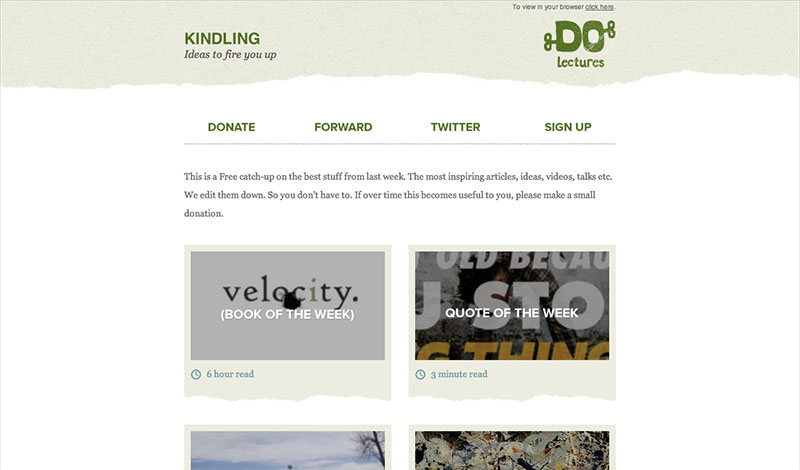 To view in your browser click here.
KINDLING
Ideas to fire you up
DO
Lectures
DONATE FORWARD TWITTER SIGN UP
This is a Free catch-up on the best stuff from last week. The most inspiring articles, ideas, videos, talks etc.
We edit them down. So you don't have to. If over time this becomes useful to you, please make a small
donation.
velocity.
(BOOK OF THE WEEK)
6 hour read
OLD BECAU
U STO
QUOTE OF THE WEEK
G THING
3 minute read